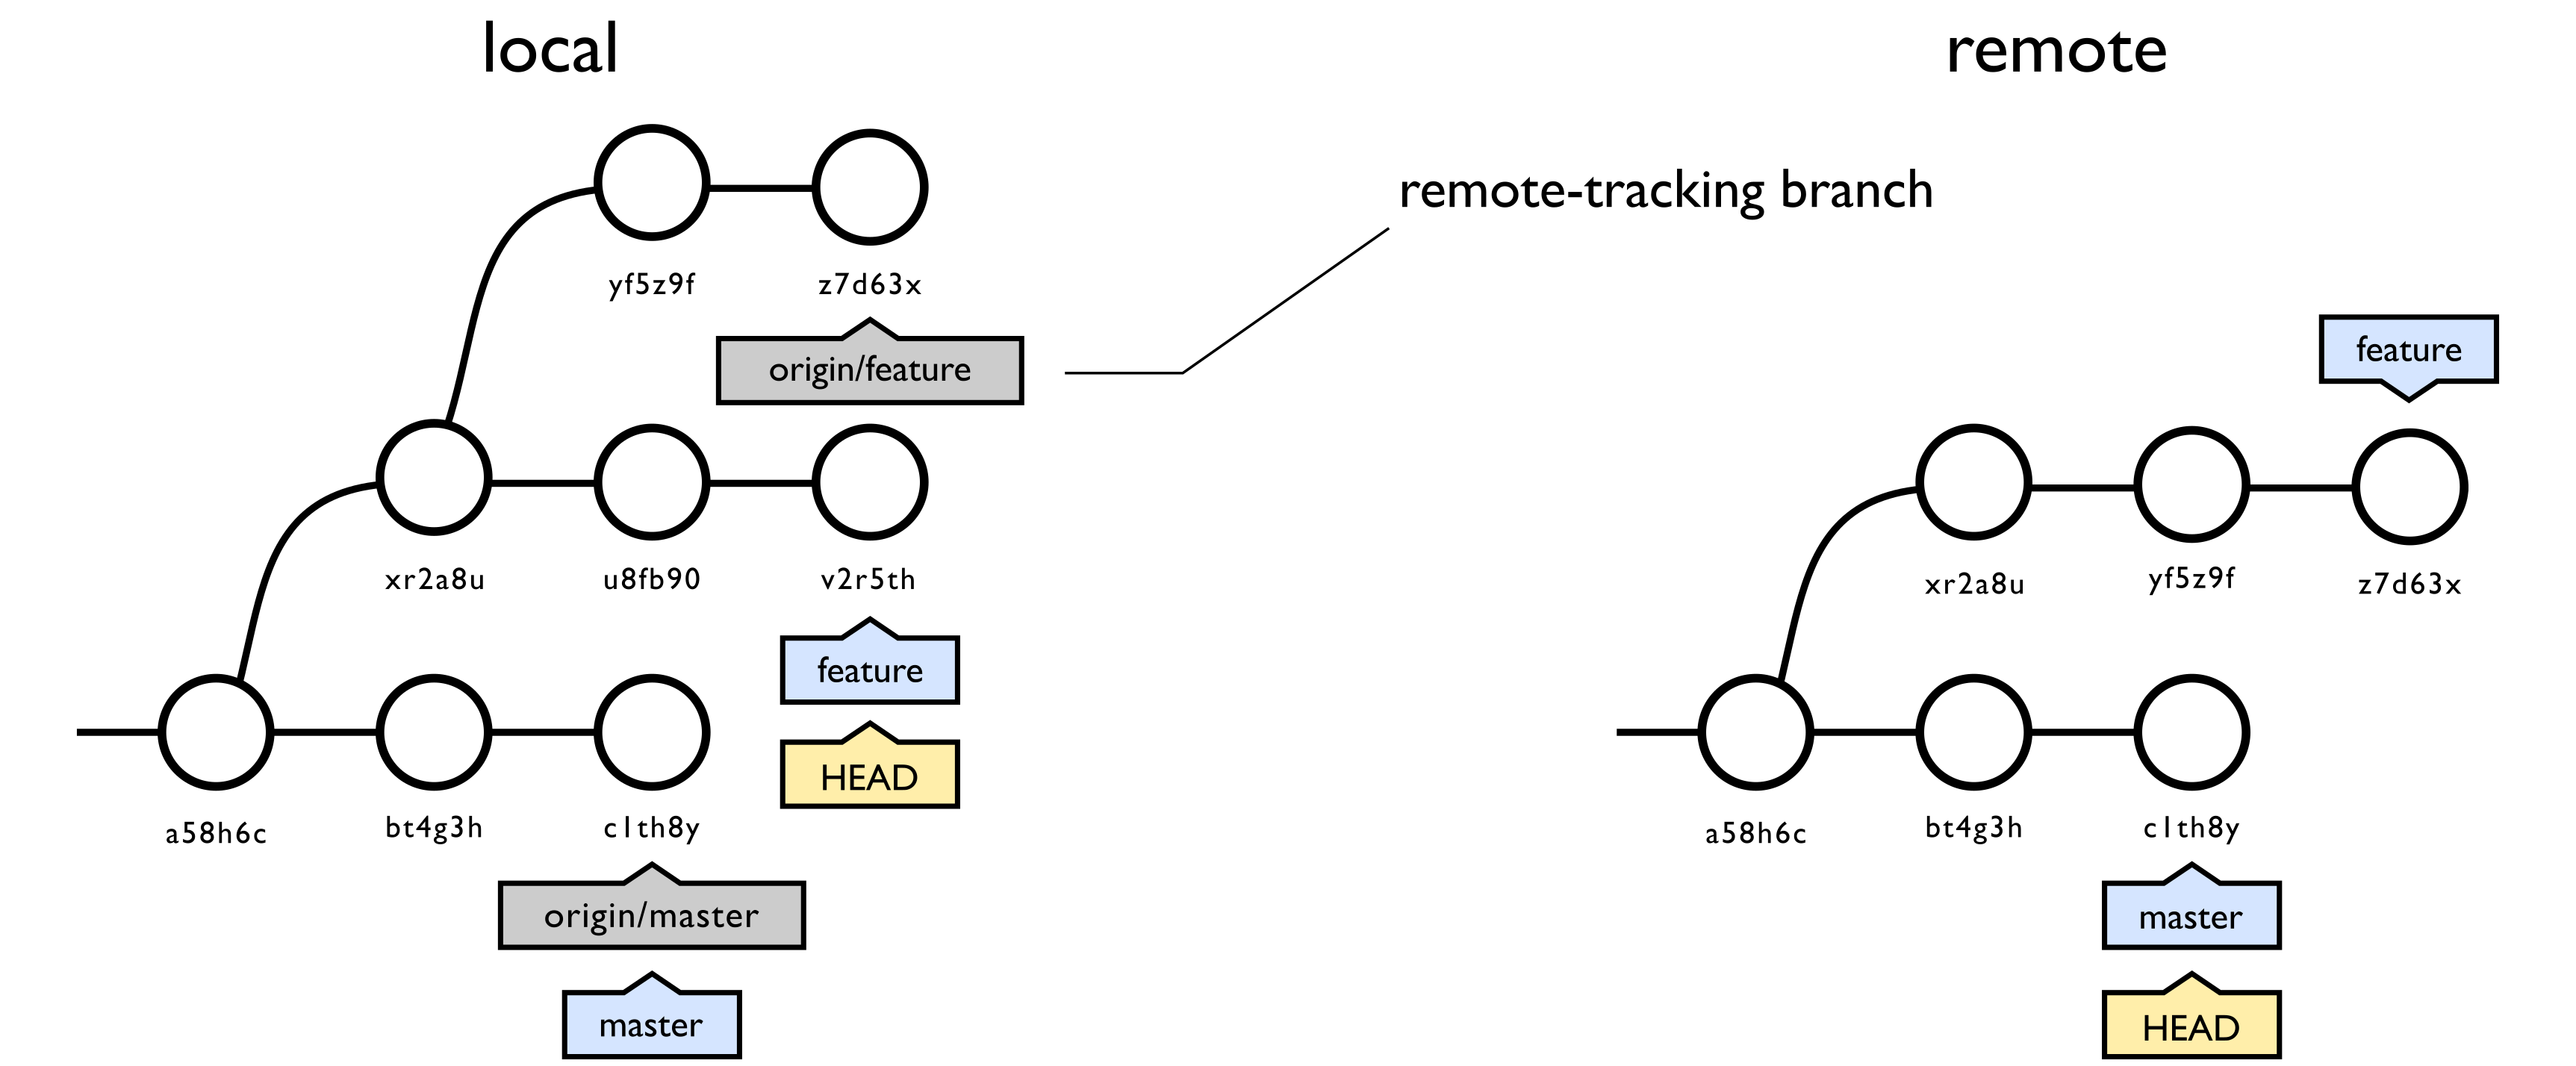 local
remote
yf5z9f
z7d63x
origin/feature
remote-tracking branch
feature
xr2a8u
u8fb90
v2r5th
feature
HEAD
xr2a8u
yf5z9f
z7d63x
a58h6c
bt4g3h
c1th8y
origin/master
master
a58h6c
bt4g3h
c1th8y
master
HEAD